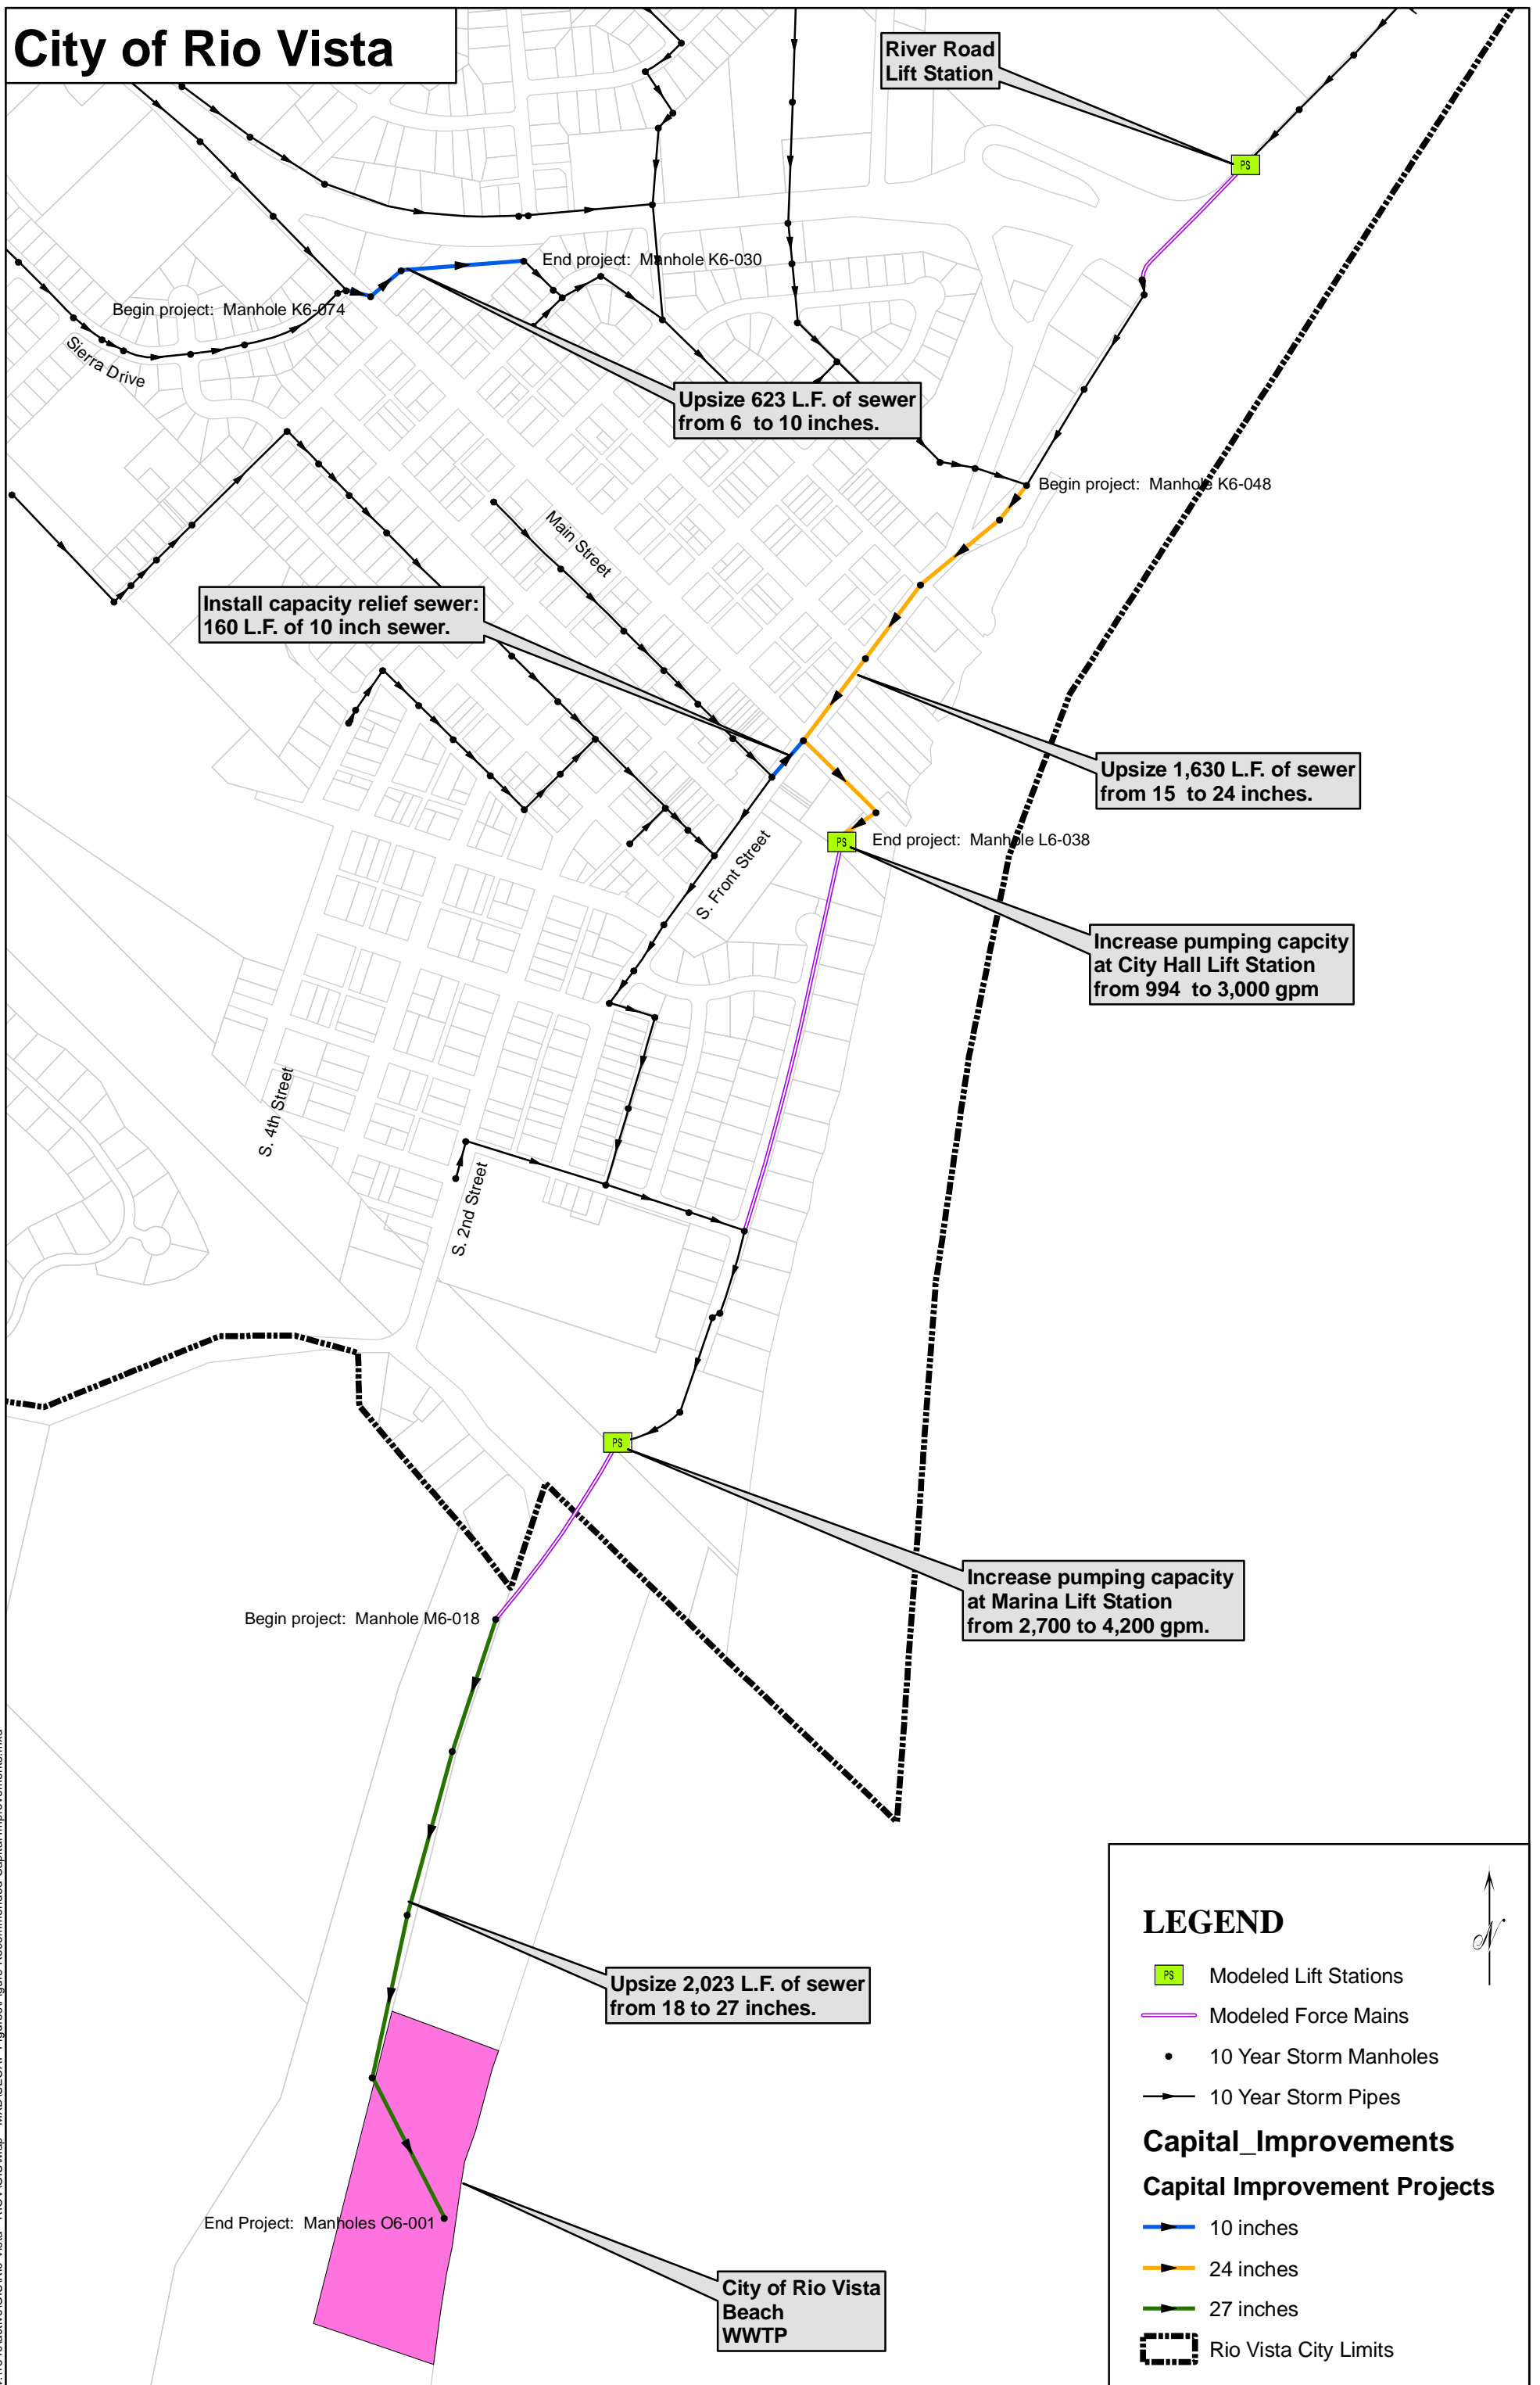 City of Rio Vista
River Road
Lift Station
PS
End project: Manhole K6-030
Begin project: Manhole K6-074
Sierra Drive
Upsize 623 L.F. of sewer
from 6 to 10 inches.
Begin project: Manhole K6-048
Main Street
Install capacity relief sewer:
160 L.F. of 10 inch sewer.
Upsize 1,630 L.F. of sewer
from 15 to 24 inches.
PS
End project: Manhole L6-038
S. Front Street
Increase pumping capcity
at City Hall Lift Station
from 994 to 3,000 gpm
S. 4th Street
S. 2nd Street
PS
Increase pumping capacity
at Marina Lift Station
from 2,700 to 4,200 gpm.
Begin project: Manhole M6-018
Upsize 2,023 L.F. of sewer
from 18 to 27 inches.
End Project: Manholes O6-001
City of Rio Vista
Beach
WWTP
LEGEND
N
PS Modeled Lift Stations
Modeled Force Mains
10 Year Storm Manholes
10 Year Storm Pipes
Capital_Improvements
Capital Improvement Projects
10 inches
24 inches
27 inches
Rio Vista City Limits